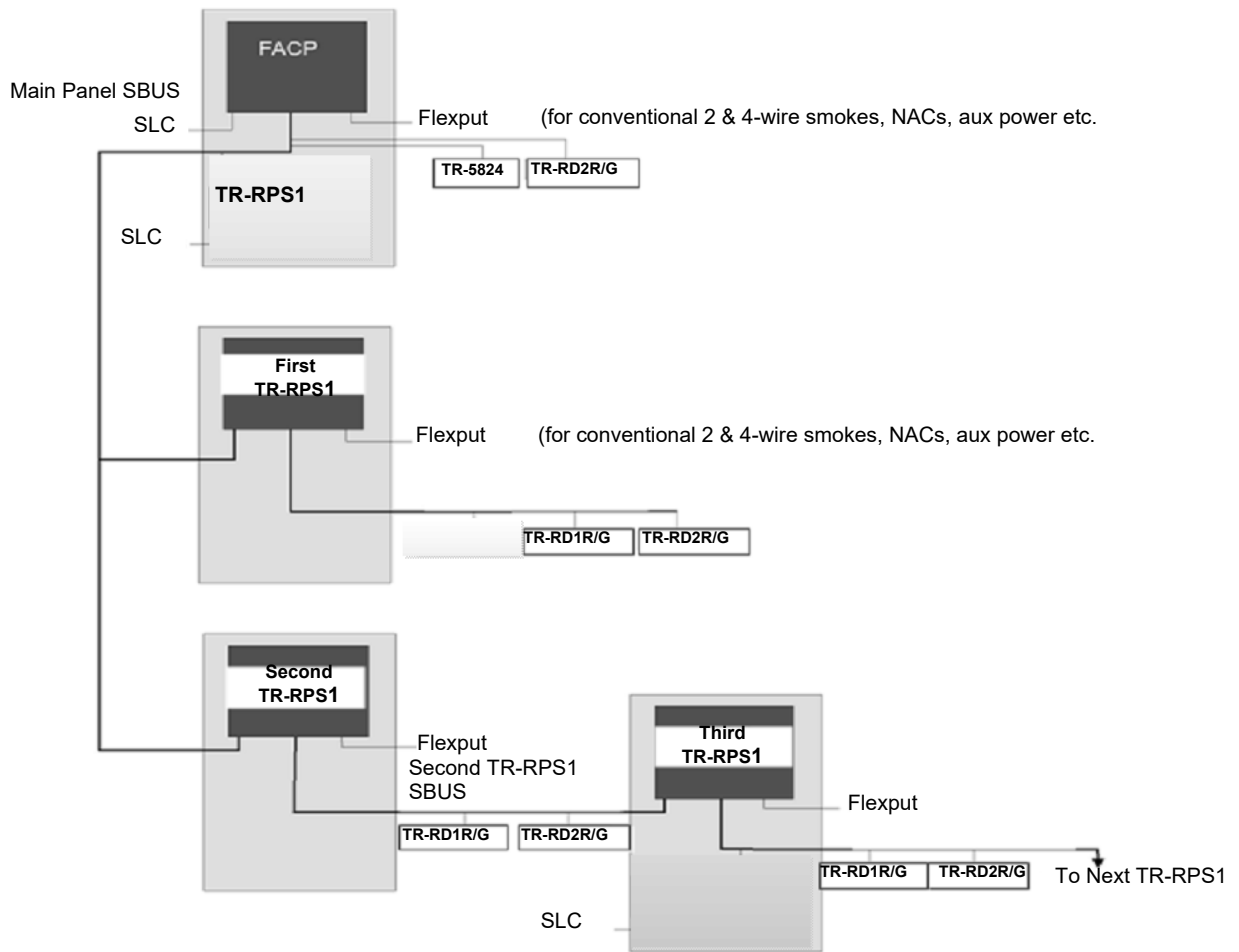 FACP
Main Panel SBUS
SLC
Flexput (for conventional 2 & 4-wire smokes, NACs, aux power etc.
TR-5824
TR-RD2R/G
TR-RPS1
SLC
First
TR-RPS1
Flexput (for conventional 2 & 4-wire smokes, NACs, aux power etc.
TR-RD1R/G
TR-RD2R/G
Second
TR-RPS1
Flexput
Second TR-RPS1
SBUS
TR-RD1R/G
TR-RD2R/G
Third
TR-RPS1
Flexput
TR-RD1R/G
TR-RD2R/G
To Next TR-RPS1
SLC